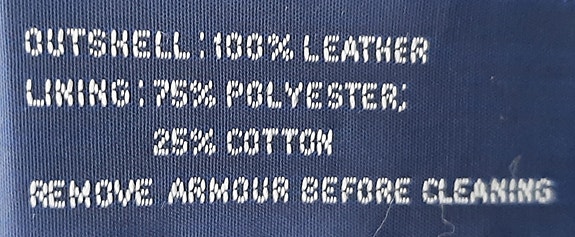 OUTSHELL:100% LEATHER
LINING:75% POLYESTER;
25% COTTON
REMOVE ARMOUR BEFORE CLEANING